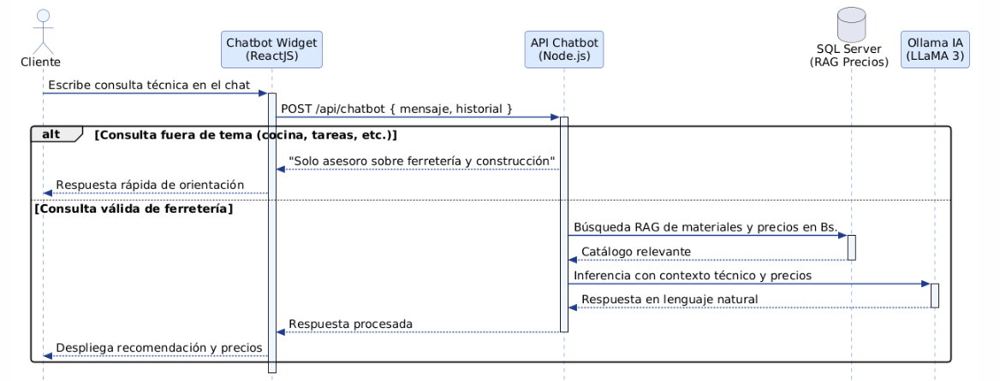 Cliente
Chatbot Widget
(ReactJS)
API Chatbot
(Node.js)
SQL Server
(RAG Precios)
Ollama IA
(LLaMA 3)
Escribe consulta técnica en el chat
POST /api/chatbot { mensaje, historial }
alt
[Consulta fuera de tema (cocina, tareas, etc.)]
"Solo asesoro sobre ferretería y construcción"
Respuesta rápida de orientación
[Consulta válida de ferretería]
Búsqueda RAG de materiales y precios en Bs.
Catálogo relevante
Inferencia con contexto técnico y precios
Respuesta en lenguaje natural
Respuesta procesada
Despliega recomendación y precios